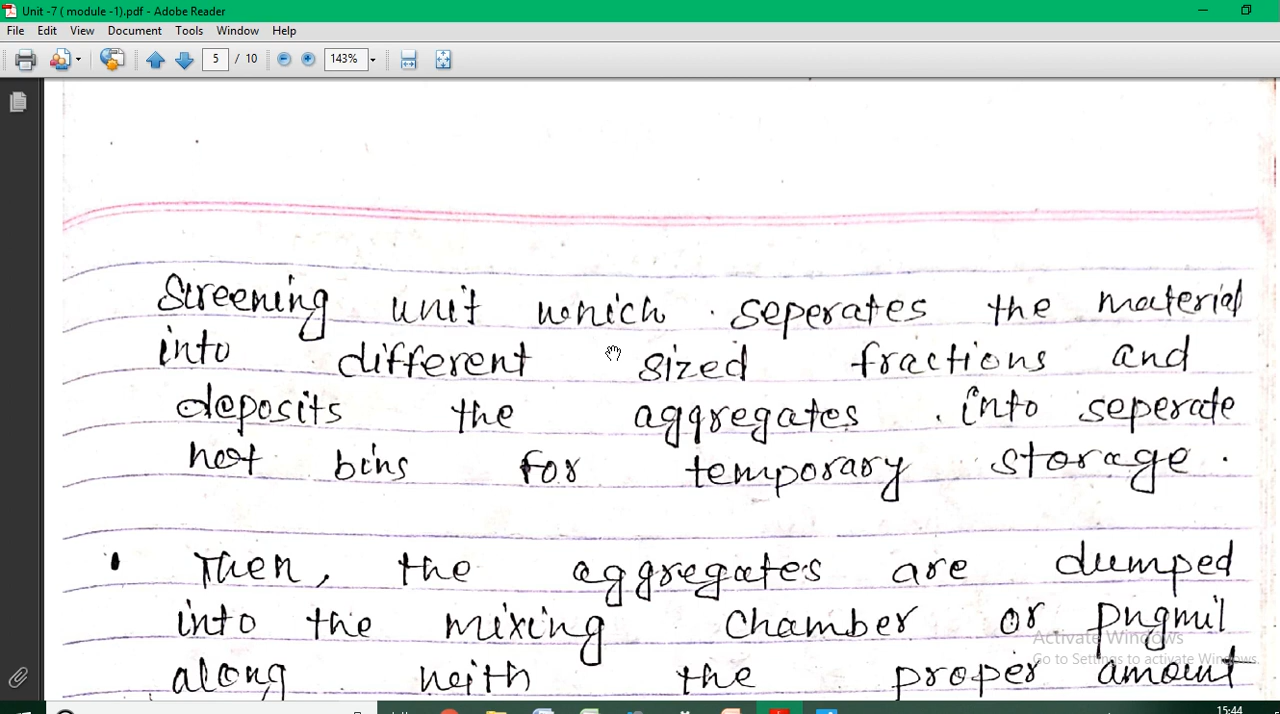 Unit -7 ( module -1).pdf - Adobe Reader
File Edit View Document Tools Window Help
5 / 10 143%
Screening unit which seperates the material
into different sized fractions and
deposits the aggregates into seperate
hot bins for temporary storage.
Then, the aggregates are dumped
into the mixing chamber or pugmil
Activate Windows
Go to Settings to activate Windows.
along with the proper amount
15:44